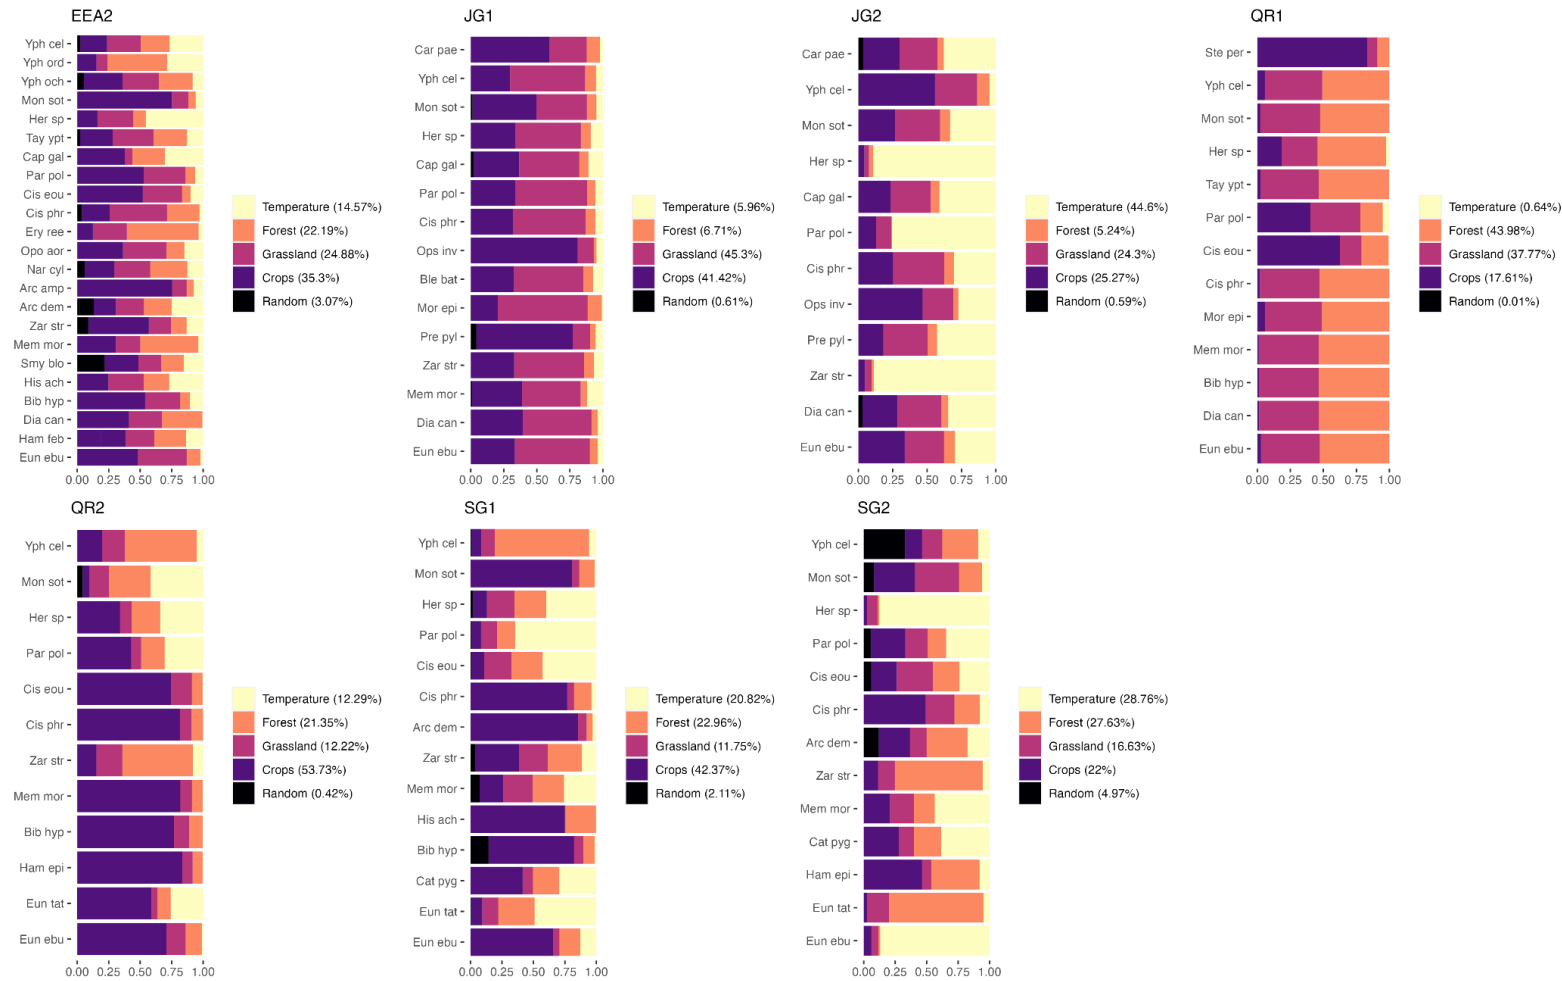 EEA2
Yph cel
Yph ord
Yph och
Mon sot
Her sp
Tay ypt
Cap gal
Par pol
Cis eou
Cis phr
Ery ree
Opo aor
Nar cyl
Arc amp
Arc dem
Zar str
Mem mor
Smy blo
His ach
Bib hyp
Dia can
Ham feb
Eun ebu
0.00 0.25 0.50 0.75 1.00
Temperature (14.57%)
Forest (22.19%)
Grassland (24.88%)
Crops (35.3%)
Random (3.07%)
JG1
Car pae
Yph cel
Mon sot
Her sp
Cap gal
Par pol
Cis phr
Ops inv
Ble bat
Mor epi
Pre pyl
Zar str
Mem mor
Dia can
Eun ebu
0.00 0.25 0.50 0.75 1.00
Temperature (5.96%)
Forest (6.71%)
Grassland (45.3%)
Crops (41.42%)
Random (0.61%)
JG2
Car pae
Yph cel
Mon sot
Her sp
Cap gal
Par pol
Cis phr
Ops inv
Pre pyl
Zar str
Dia can
Eun ebu
0.00 0.25 0.50 0.75 1.00
Temperature (44.6%)
Forest (5.24%)
Grassland (24.3%)
Crops (25.27%)
Random (0.59%)
QR1
Ste per
Yph cel
Mon sot
Her sp
Tay ypt
Par pol
Cis eou
Cis phr
Mor epi
Mem mor
Bib hyp
Dia can
Eun ebu
0.00 0.25 0.50 0.75 1.00
Temperature (0.64%)
Forest (43.98%)
Grassland (37.77%)
Crops (17.61%)
Random (0.01%)
QR2
Yph cel
Mon sot
Her sp
Par pol
Cis eou
Cis phr
Zar str
Mem mor
Bib hyp
Ham epi
Eun tat
Eun ebu
0.00 0.25 0.50 0.75 1.00
Temperature (12.29%)
Forest (21.35%)
Grassland (12.22%)
Crops (53.73%)
Random (0.42%)
SG1
Yph cel
Mon sot
Her sp
Par pol
Cis eou
Cis phr
Arc dem
Zar str
Mem mor
His ach
Bib hyp
Cat pyg
Eun tat
Eun ebu
0.00 0.25 0.50 0.75 1.00
Temperature (20.82%)
Forest (22.96%)
Grassland (11.75%)
Crops (42.37%)
Random (2.11%)
SG2
Yph cel
Mon sot
Her sp
Par pol
Cis eou
Cis phr
Arc dem
Zar str
Mem mor
Cat pyg
Ham epi
Eun tat
Eun ebu
0.00 0.25 0.50 0.75 1.00
Temperature (28.76%)
Forest (27.63%)
Grassland (16.63%)
Crops (22%)
Random (4.97%)